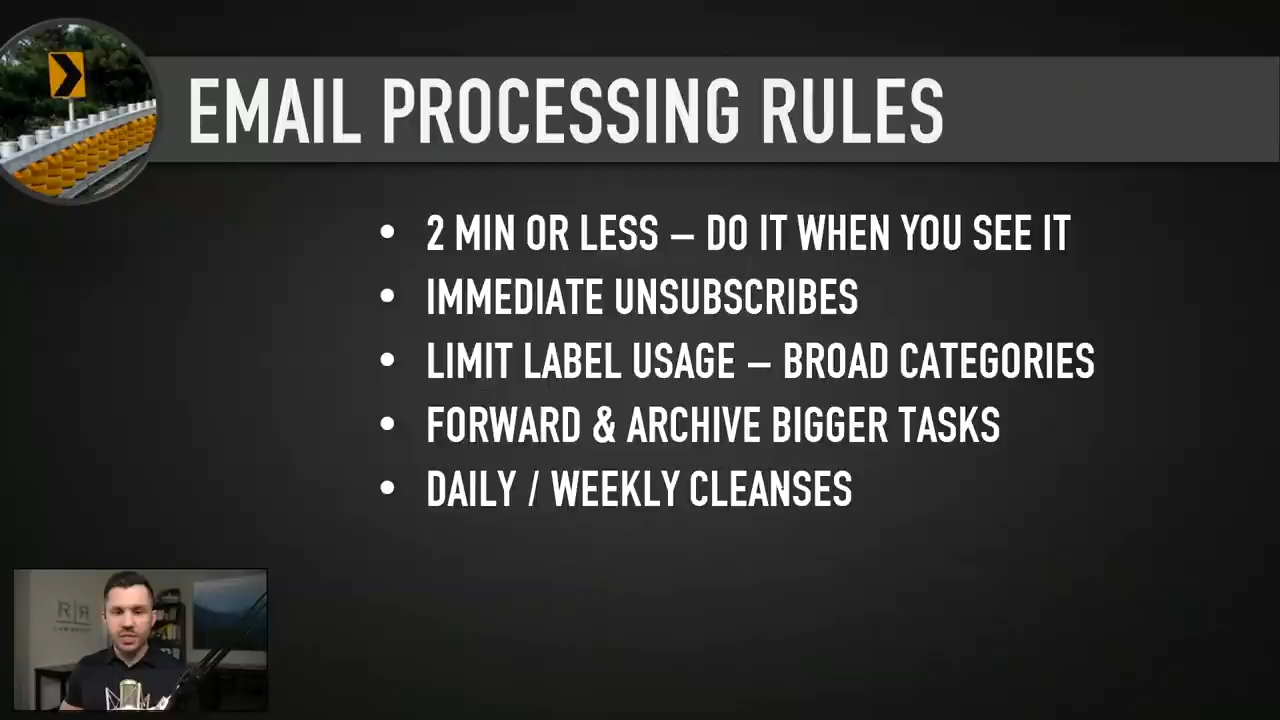 EMAIL PROCESSING RULES
• 2 MIN OR LESS – DO IT WHEN YOU SEE IT
• IMMEDIATE UNSUBSCRIBES
• LIMIT LABEL USAGE – BROAD CATEGORIES
• FORWARD & ARCHIVE BIGGER TASKS
• DAILY / WEEKLY CLEANSES
R|R